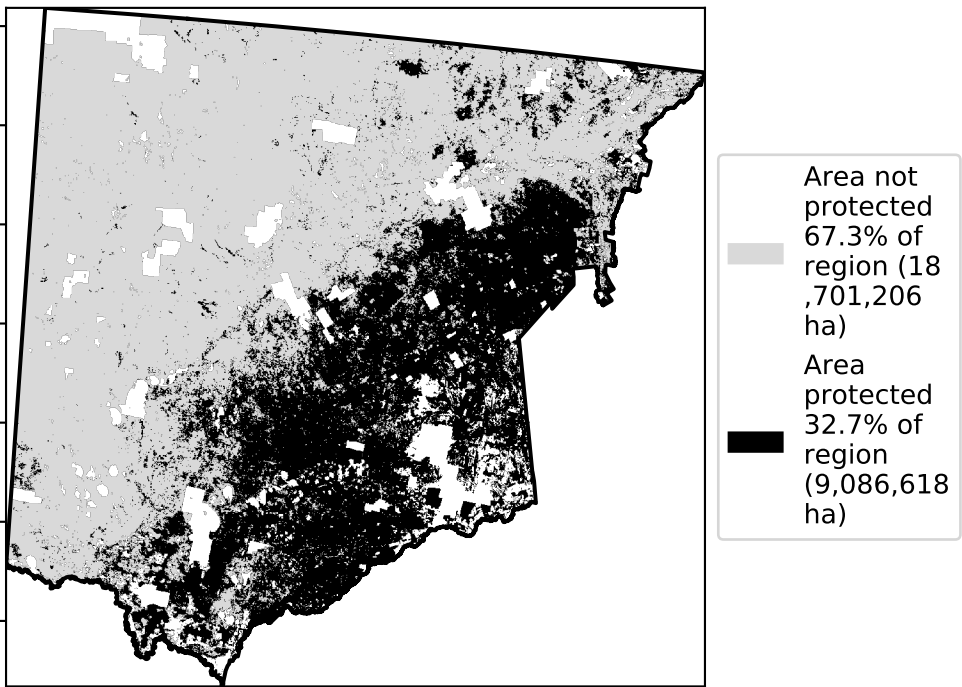 Area not
protected
67.3% of
region (18
,701,206
ha)
Area
protected
32.7% of
region
(9,086,618
ha)